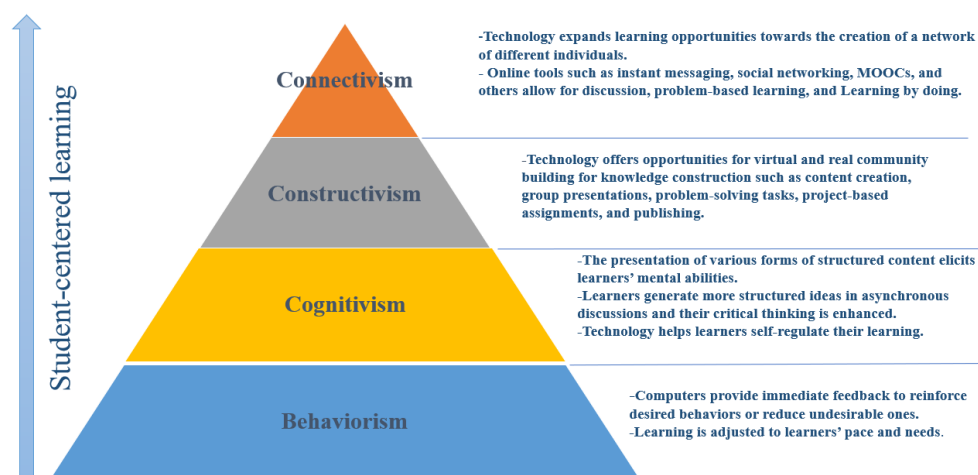 Student-centered learning
Connectivism
-Technology expands learning opportunities towards the creation of a network
of different individuals.
- Online tools such as instant messaging, social networking, MOOCs, and
others allow for discussion, problem-based learning, and Learning by doing.
Constructivism
-Technology offers opportunities for virtual and real community
building for knowledge construction such as content creation,
group presentations, problem-solving tasks, project-based
assignments, and publishing.
Cognitivism
-The presentation of various forms of structured content elicits
learners’ mental abilities.
-Learners generate more structured ideas in asynchronous
discussions and their critical thinking is enhanced.
-Technology helps learners self-regulate their learning.
Behaviorism
-Computers provide immediate feedback to reinforce
desired behaviors or reduce undesirable ones.
-Learning is adjusted to learners’ pace and needs.